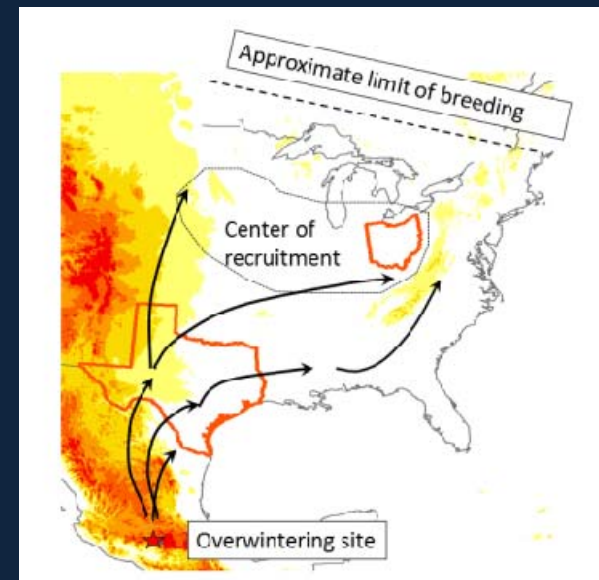 Approximate limit of breeding
Center of
recruitment
Overwintering site